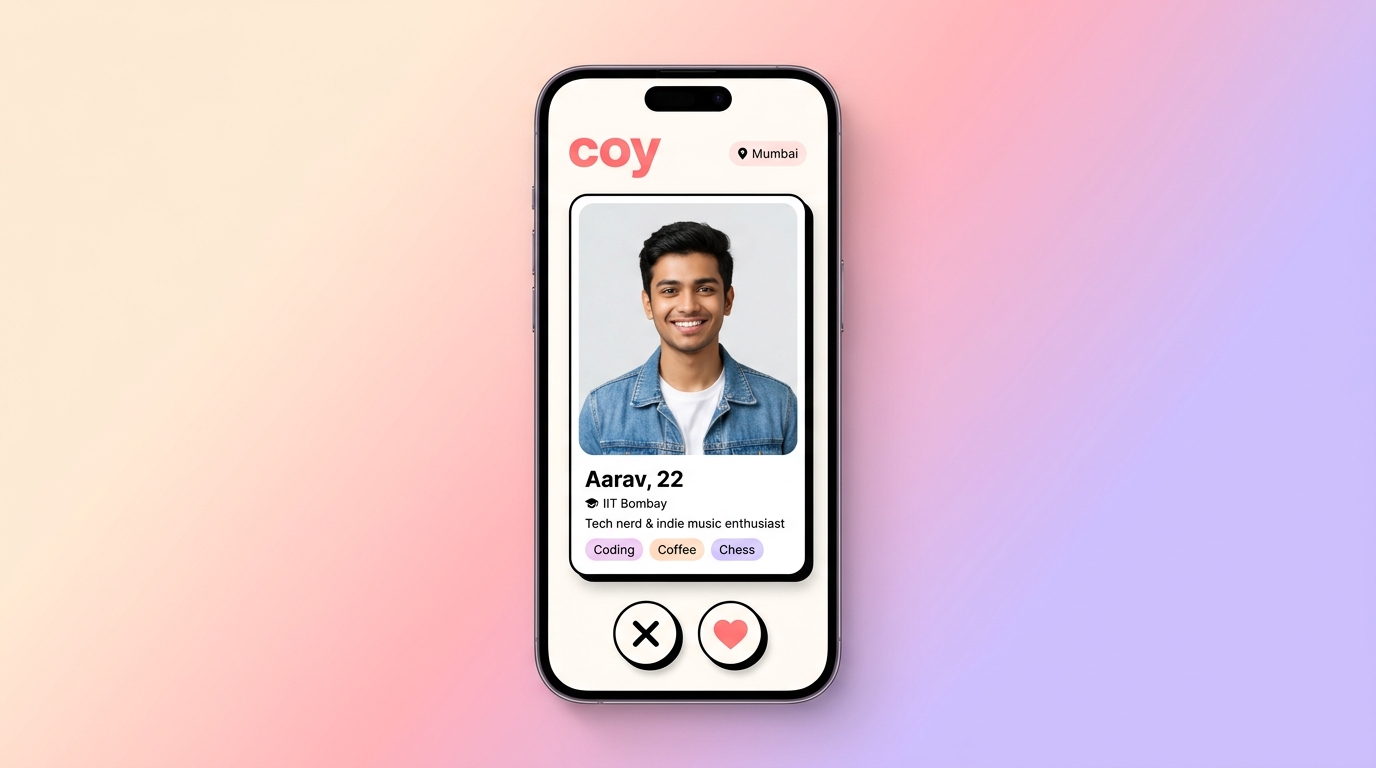 coy
Mumbai
Aarav, 22
IIT Bombay
Tech nerd & indie music enthusiast
Coding Coffee Chess